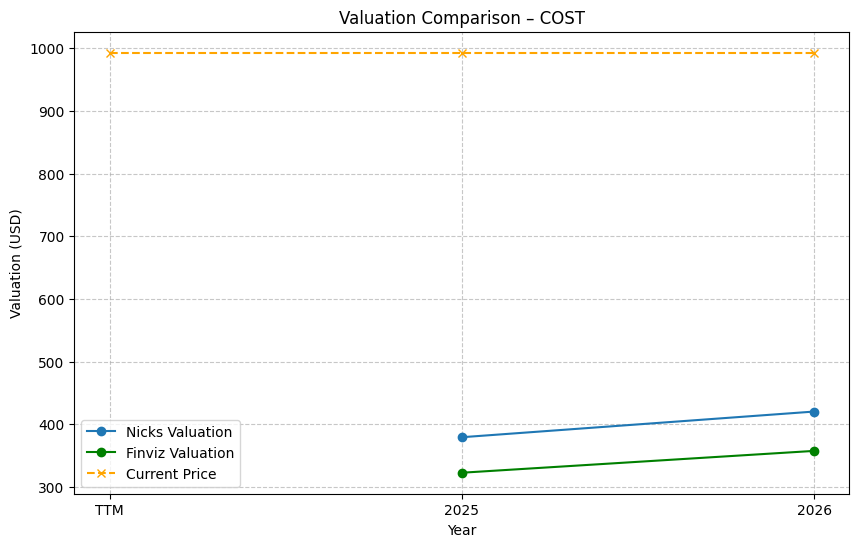 Valuation Comparison – COST
Valuation (USD)
1000
900
800
700
600
500
400
300
Nicks Valuation
Finviz Valuation
Current Price
TTM 2025 2026
Year